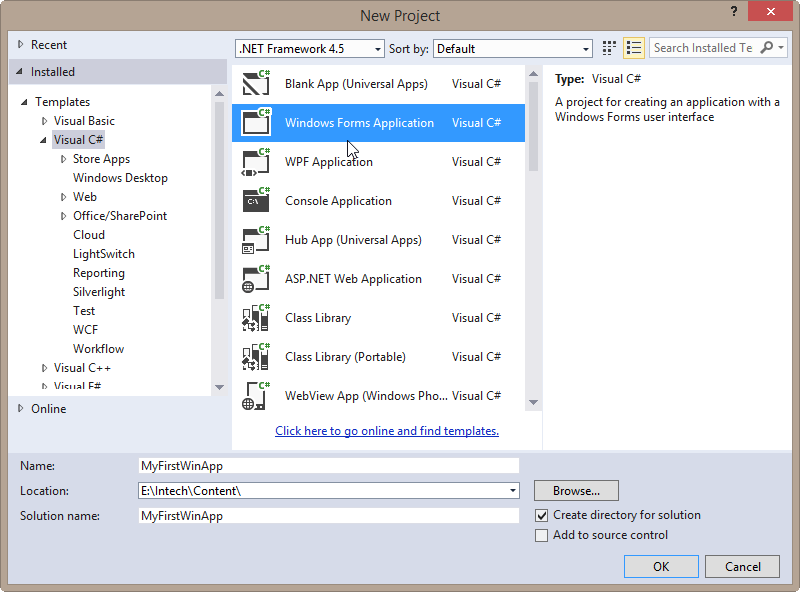 New Project
?
Recent
Installed
Templates
Visual Basic
Visual C#
Store Apps
Windows Desktop
Web
Office/SharePoint
Cloud
LightSwitch
Reporting
Silverlight
Test
WCF
Workflow
Visual C++
Visual F#
Online
.NET Framework 4.5 Sort by: Default
Search Installed Te
Blank App (Universal Apps) Visual C#
Windows Forms Application Visual C#
WPF Application Visual C#
Console Application Visual C#
Hub App (Universal Apps) Visual C#
ASP.NET Web Application Visual C#
Class Library Visual C#
Class Library (Portable) Visual C#
WebView App (Windows Pho... Visual C#
Click here to go online and find templates.
Type: Visual C#
A project for creating an application with a
Windows Forms user interface
Name: MyFirstWinApp
Location: E:\Intech\Content\ Browse...
Solution name: MyFirstWinApp
Create directory for solution
Add to source control
OK Cancel